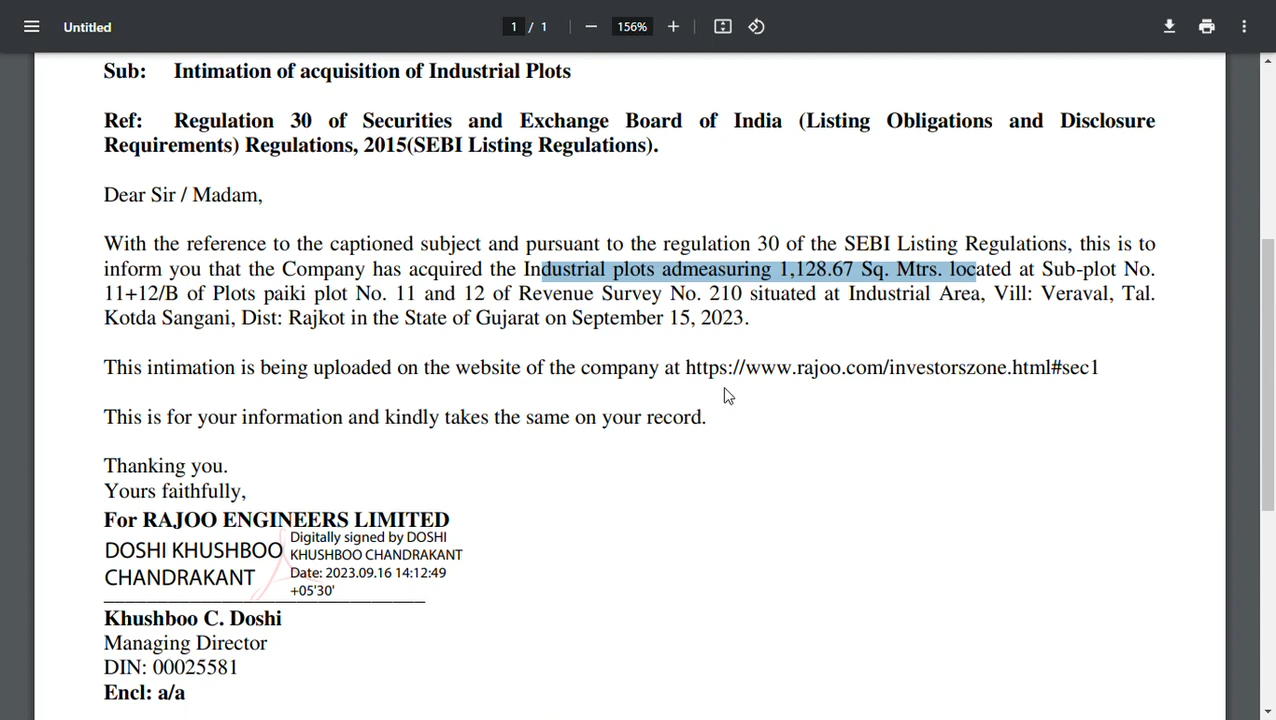 Untitled
1 / 1
156%
Sub: Intimation of acquisition of Industrial Plots
Ref: Regulation 30 of Securities and Exchange Board of India (Listing Obligations and Disclosure
Requirements) Regulations, 2015(SEBI Listing Regulations).
Dear Sir / Madam,
With the reference to the captioned subject and pursuant to the regulation 30 of the SEBI Listing Regulations, this is to
inform you that the Company has acquired the Industrial plots admeasuring 1,128.67 Sq. Mtrs. located at Sub-plot No.
11+12/B of Plots paiki plot No. 11 and 12 of Revenue Survey No. 210 situated at Industrial Area, Vill: Veraval, Tal.
Kotda Sangani, Dist: Rajkot in the State of Gujarat on September 15, 2023.
This intimation is being uploaded on the website of the company at https://www.rajoo.com/investorszone.html#sec1
This is for your information and kindly takes the same on your record.
Thanking you.
Yours faithfully,
For RAJOO ENGINEERS LIMITED
DOSHI KHUSHBOO
CHANDRAKANT
Digitally signed by DOSHI
KHUSHBOO CHANDRAKANT
Date: 2023.09.16 14:12:49
+05'30'
Khushboo C. Doshi
Managing Director
DIN: 00025581
Encl: a/a